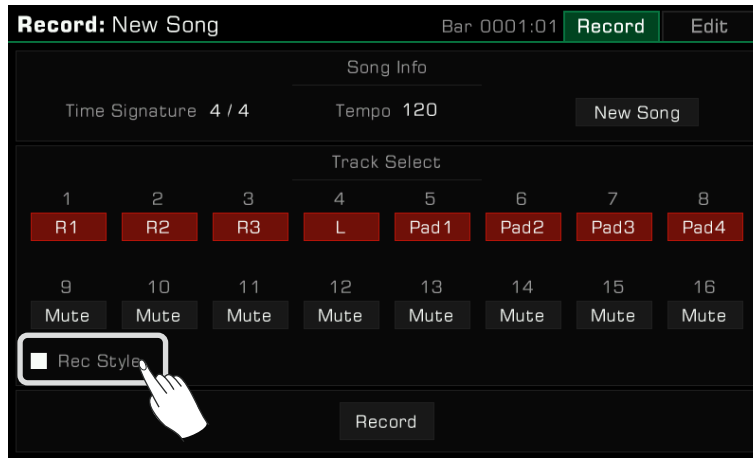 Record: New Song Bar 0001:01 Record Edit
Song Info
Time Signature 4 / 4 Tempo 120 New Song
Track Select
1 2 3 4 5 6 7 8
R1 R2 R3 L Pad1 Pad2 Pad3 Pad4
9 10 11 12 13 14 15 16
Mute Mute Mute Mute Mute Mute Mute Mute
Rec Style
Record